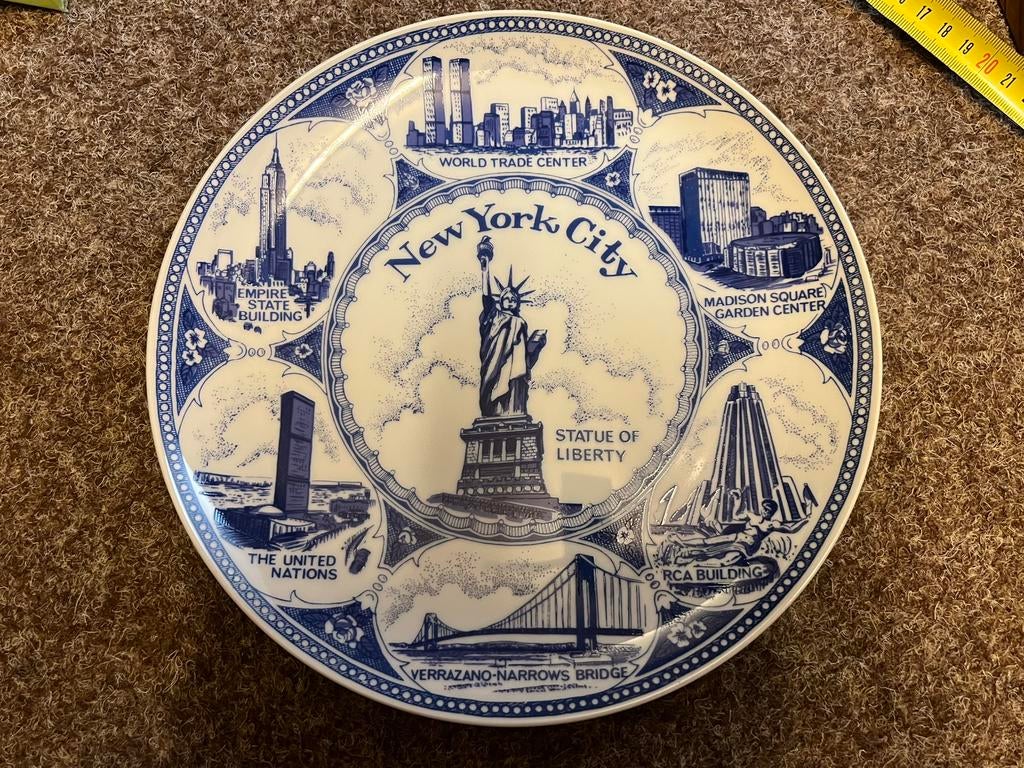 WORLD TRADE CENTER
New York City
EMPIRE
STATE
BUILDING
MADISON SQUARE
GARDEN CENTER
STATUE OF
LIBERTY
THE UNITED
NATIONS
RCA BUILDING
VERRAZANO-NARROWS BRIDGE
17 18 19 20 21